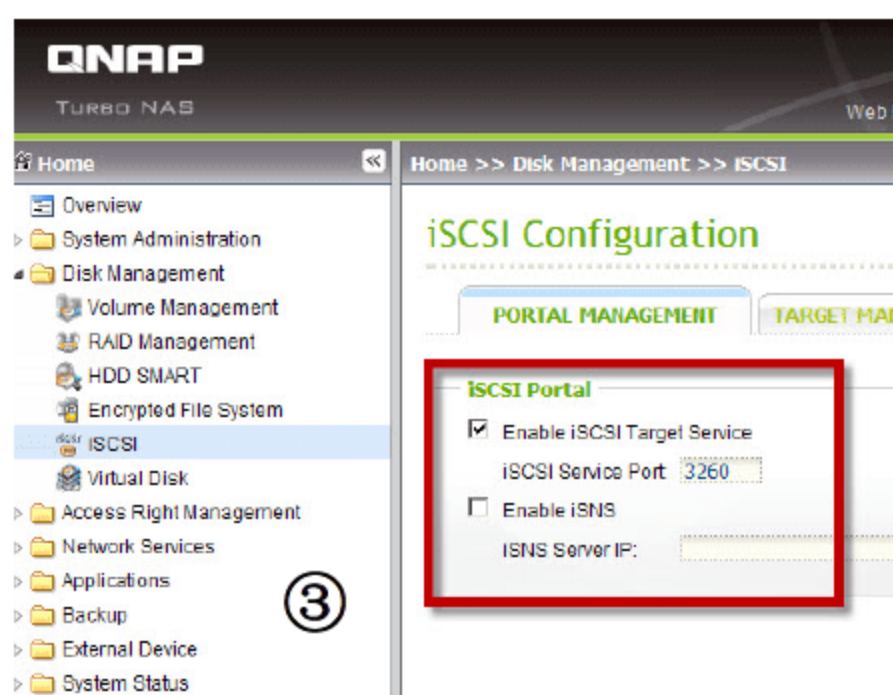 QNAP
TURBO NAS
Web
Home
Home >> Disk Management >> iSCSI
Overview
System Administration
Disk Management
Volume Management
RAID Management
HDD SMART
Encrypted File System
iSCSI
Virtual Disk
Access Right Management
Network Services
Applications
Backup
External Device
System Status
③
iSCSI Configuration
PORTAL MANAGEMENT
TARGET MA
iSCSI Portal
Enable iSCSI Target Service
iSCSI Service Port 3260
Enable iSNS
iSNS Server IP: